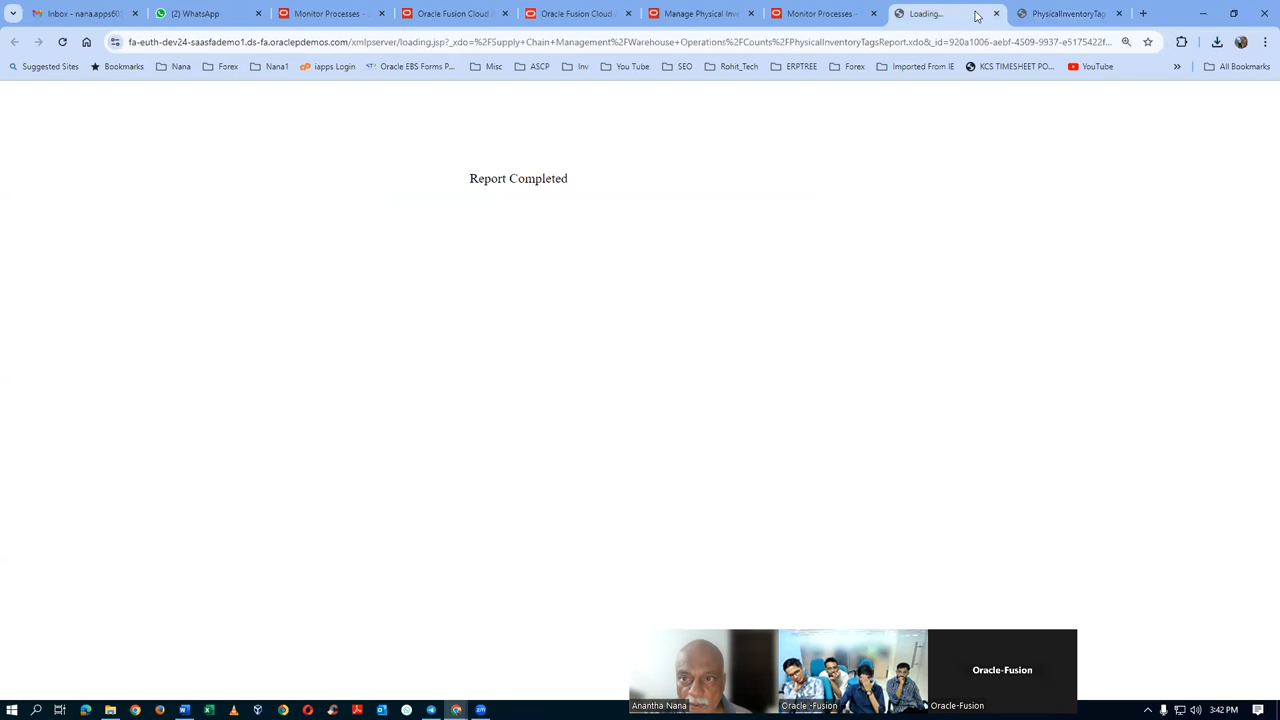 Inbox - nana.apps60
(2) WhatsApp
Monitor Processes -
Oracle Fusion Cloud
Oracle Fusion Cloud
Manage Physical Inv
Monitor Processes -
Loading...
PhysicalInventoryTag
fa-euth-dev24-saasfademo1.ds-fa.oraclepdemos.com/xmlpserver/loading.jsp?_xdo=%2FSupply+Chain+Management%2FWarehouse+Operations%2FCounts%2FPhysicalInventoryTagsReport.xdo&_id=920a1006-aebf-4509-9937-e5175422f...
Suggested Sites
Bookmarks
Nana
Forex
Nana1
iapps Login
Oracle EBS Forms P...
Misc
ASCP
Inv
You Tube
SEO
Rohit_Tech
ERPTREE
Forex
Imported From IE
KCS TIMESHEET PO...
YouTube
All Bookmarks
Report Completed
Oracle-Fusion
Anantha Nana
Oracle -Fusion
Oracle-Fusion
3:42 PM